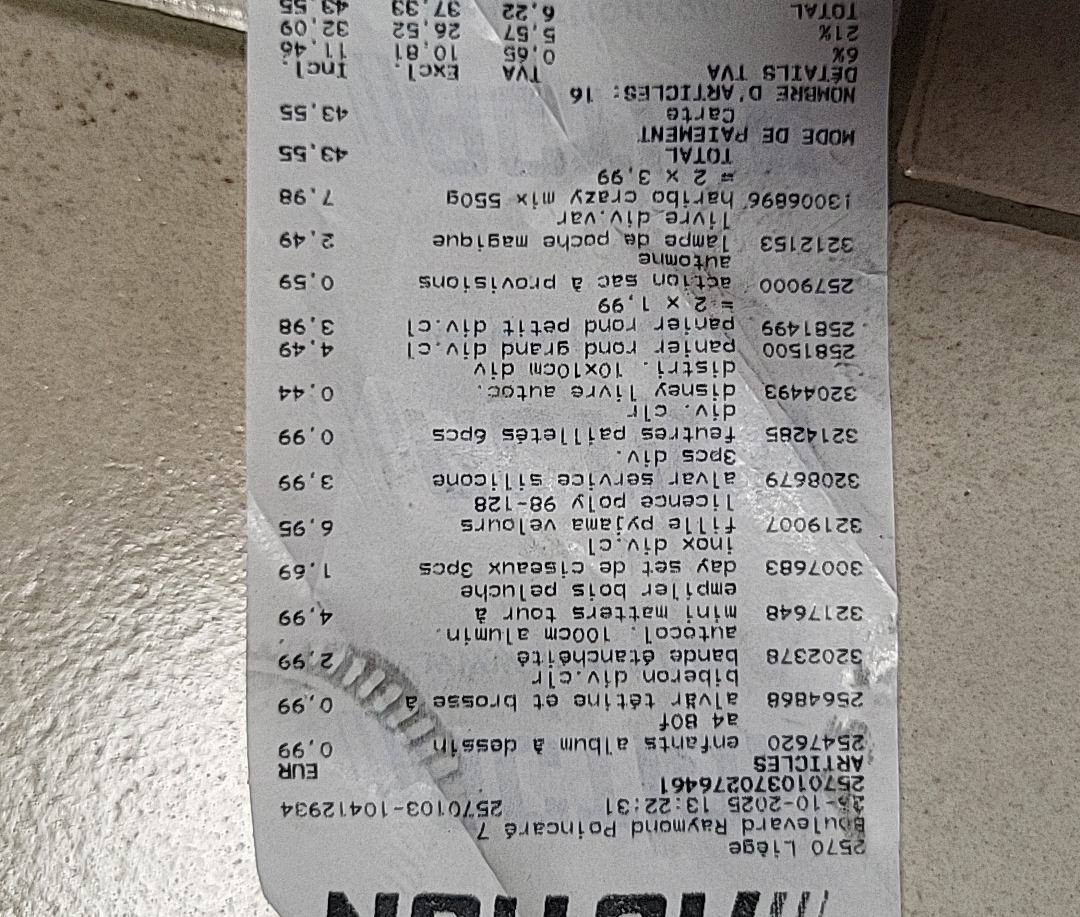 ACTION
2570 Liège
Boulevard Raymond Poincaré 7
16-10-2025 13:22:31 2570103-10412934
257010370276461
ARTICLES EUR
2547620 enfants album à dessin 0,99
a4 80f
2564868 alvar tétine et brosse à 0,99
biberon div.clr
3202378 bande étanchéité 2,99
autocol. 100cm alumin.
3217648 mini matters tour à 4,99
empiler bois peluche
3007683 day set de ciseaux 3pcs 1,69
inox div.cl
3219007 fille pyjama velours 6,95
licence poly 98-128
3208679 alvar service silicone 3,99
3pcs div.
3214285 feutres pailletés 6pcs 0,99
div. clr
3204493 disney livre autoc. 0,44
distri. 10x10cm div
2581500 panier rond grand div.cl 4,49
2581499 panier rond petit div.cl 3,98
= 2 x 1,99
2579000 action sac à provisions 0,59
automne
3212153 lampe de poche magique 2,49
livre div.var
!3006896 haribo crazy mix 550g 7,98
= 2 x 3,99
TOTAL 43,55
MODE DE PAIEMENT
Carte 43,55
NOMBRE D'ARTICLES: 16
DÉTAILS TVA TVA Excl. Incl.
6% 0,65 10,81 11,46
21% 5,57 26,52 32,09
TOTAL 6,22 37,33 43,55